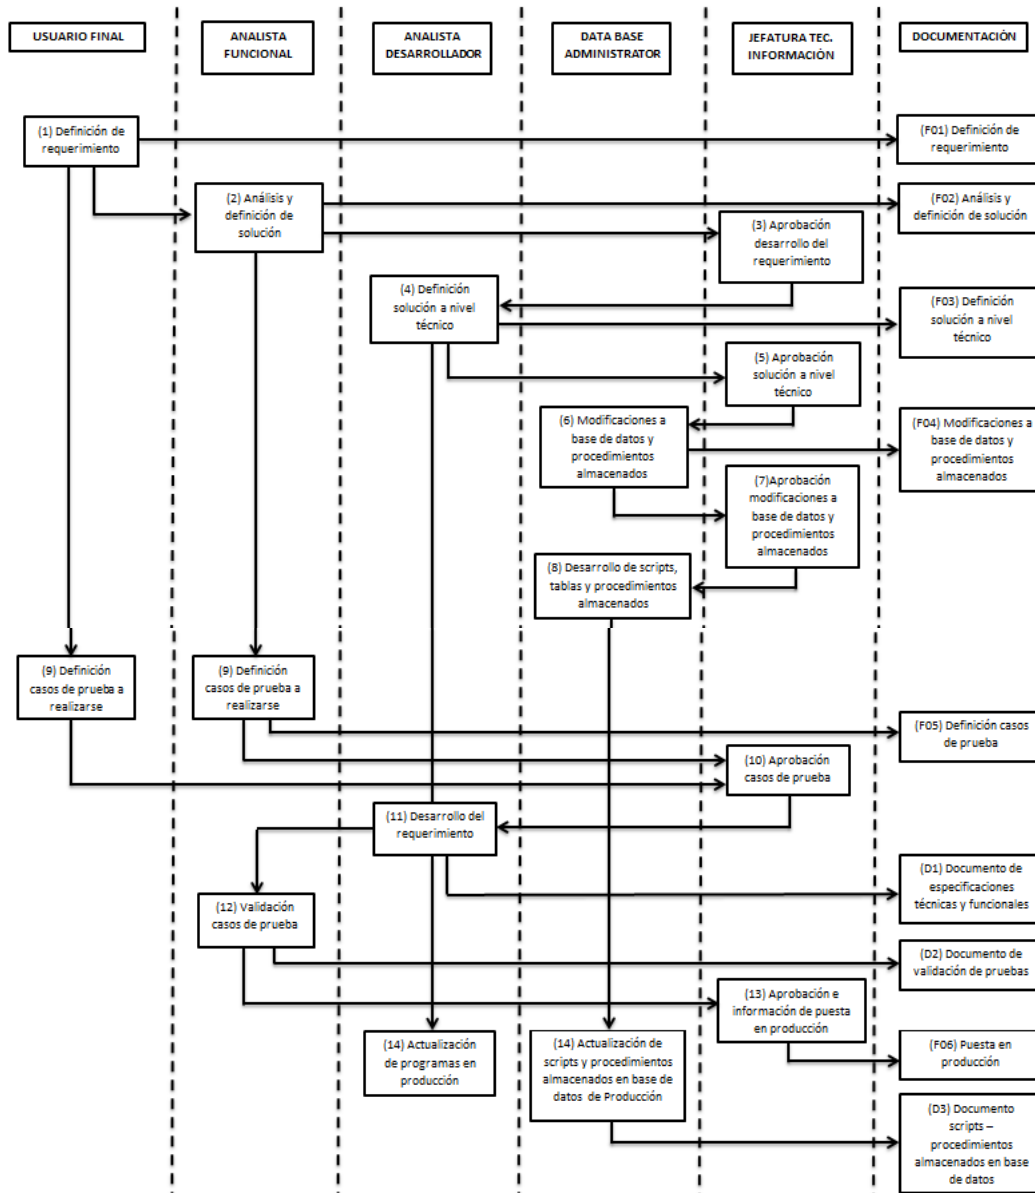 USUARIO FINAL
ANALISTA
FUNCIONAL
ANALISTA
DESARROLLADOR
DATA BASE
ADMINISTRATOR
JEFATURA TEC.
INFORMACIÓN
DOCUMENTACIÓN
(1) Definición de
requerimiento
(F01) Definición de
requerimiento
(2) Análisis y
definición de
solución
(F02) Análisis y
definición de solución
(3) Aprobación
desarrollo del
requerimiento
(4) Definición
solución a nivel
técnico
(F03) Definición
solución a nivel
técnico
(5) Aprobación
solución a nivel
técnico
(6) Modificaciones a
base de datos y
procedimientos
almacenados
(F04) Modificaciones a
base de datos y
procedimientos
almacenados
(7)Aprobación
modificaciones a
base de datos y
procedimientos
almacenados
(8) Desarrollo de scripts,
tablas y procedimientos
almacenados
(9) Definición
casos de prueba a
realizarse
(9) Definición
casos de prueba a
realizarse
(F05) Definición casos
de prueba
(10) Aprobación
casos de prueba
(11) Desarrollo del
requerimiento
(D1) Documento de
especificaciones
técnicas y funcionales
(12) Validación
casos de prueba
(D2) Documento de
validación de pruebas
(13) Aprobación e
información de puesta
en producción
(14) Actualización
de programas en
producción
(14) Actualización de
scripts y procedimientos
almacenados en base de
datos de Producción
(F06) Puesta en
producción
(D3) Documento
scripts –
procedimientos
almacenados en base
de datos